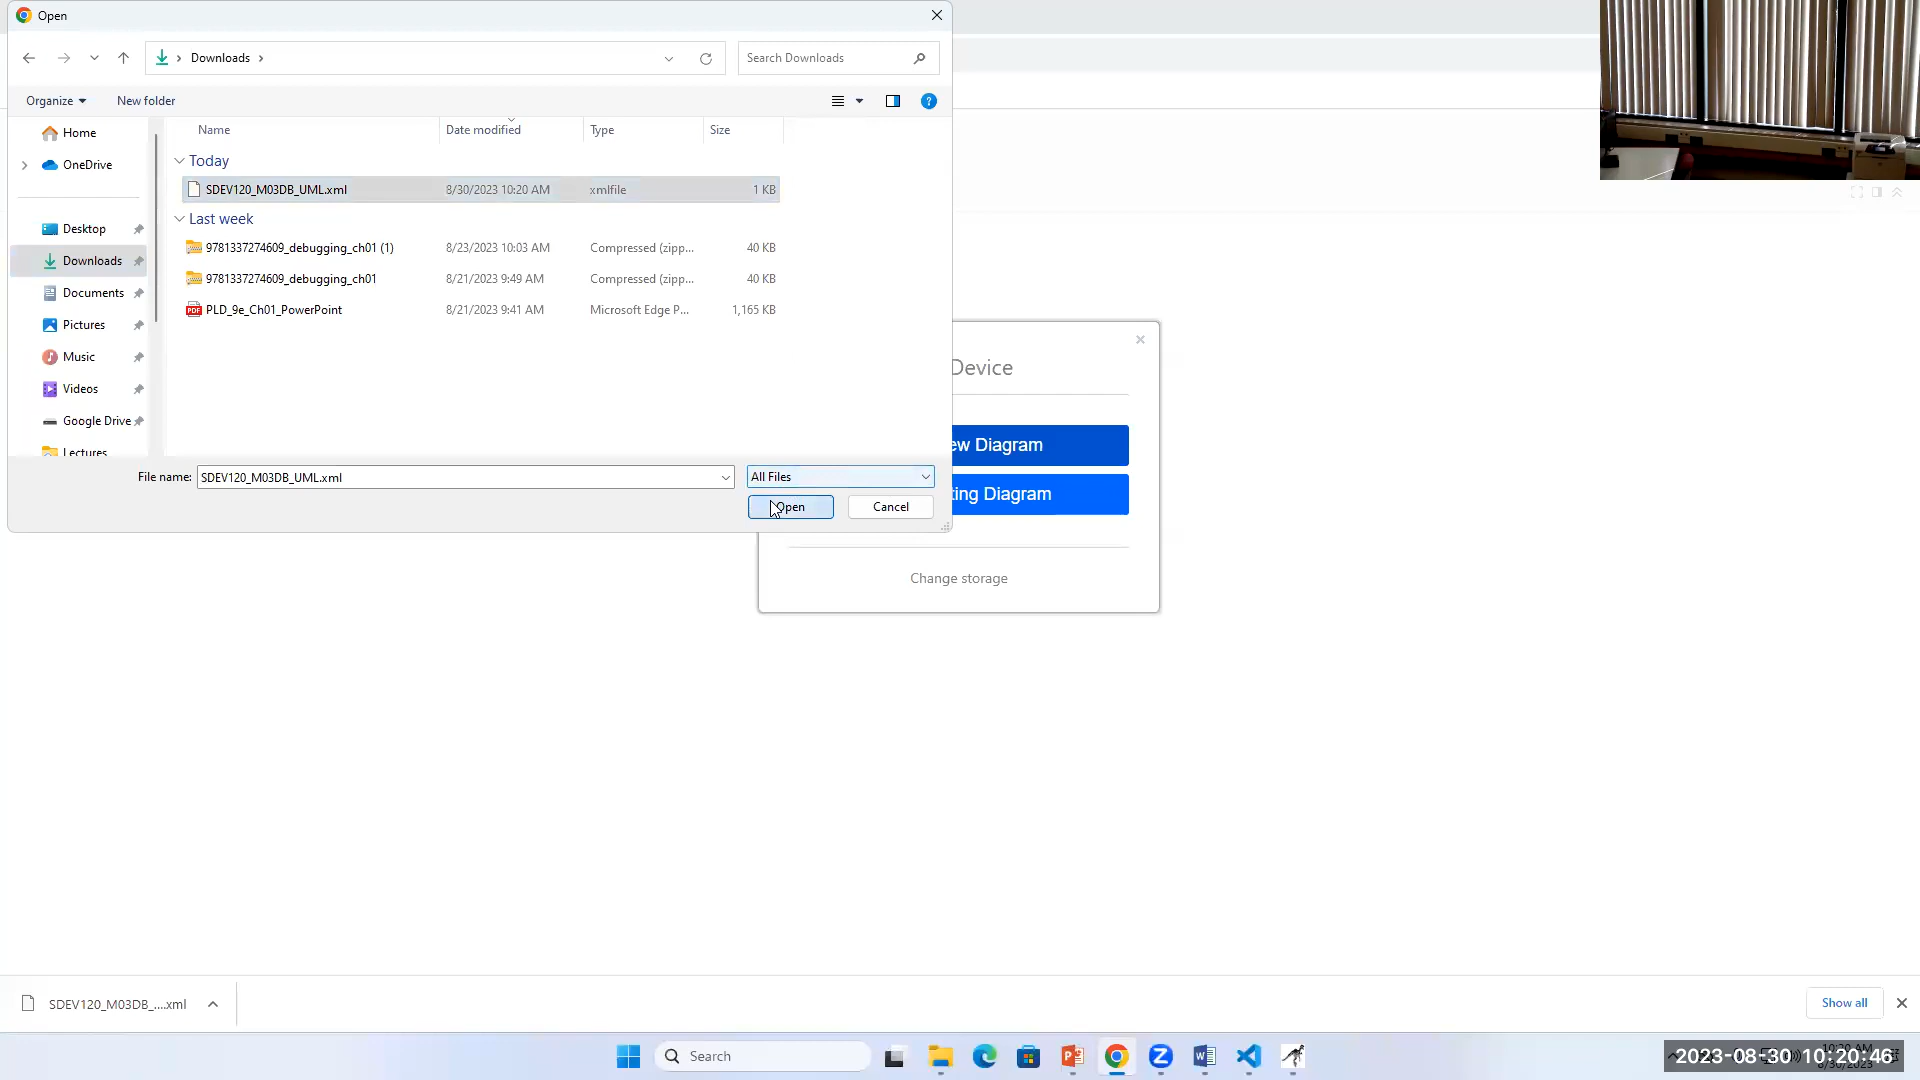 Open
Downloads
Search Downloads
Organize
New folder
Home
OneDrive
Desktop
Downloads
Documents
Pictures
Music
Videos
Google Drive
Lectures
Name
Date modified
Type
Size
Today
SDEV120_M03DB_UML.xml
8/30/2023 10:20 AM
xmlfile
1 KB
Last week
9781337274609_debugging_ch01 (1)
8/23/2023 10:03 AM
Compressed (zipp...
40 KB
9781337274609_debugging_ch01
8/21/2023 9:49 AM
Compressed (zipp...
40 KB
PLD_9e_Ch01_PowerPoint
8/21/2023 9:41 AM
Microsoft Edge P...
1,165 KB
File name:
SDEV120_M03DB_UML.xml
All Files
Open
Cancel
Device
ew Diagram
ting Diagram
Change storage
SDEV120_M03DB_....xml
Show all
Search
2023-08-30 10:20:46